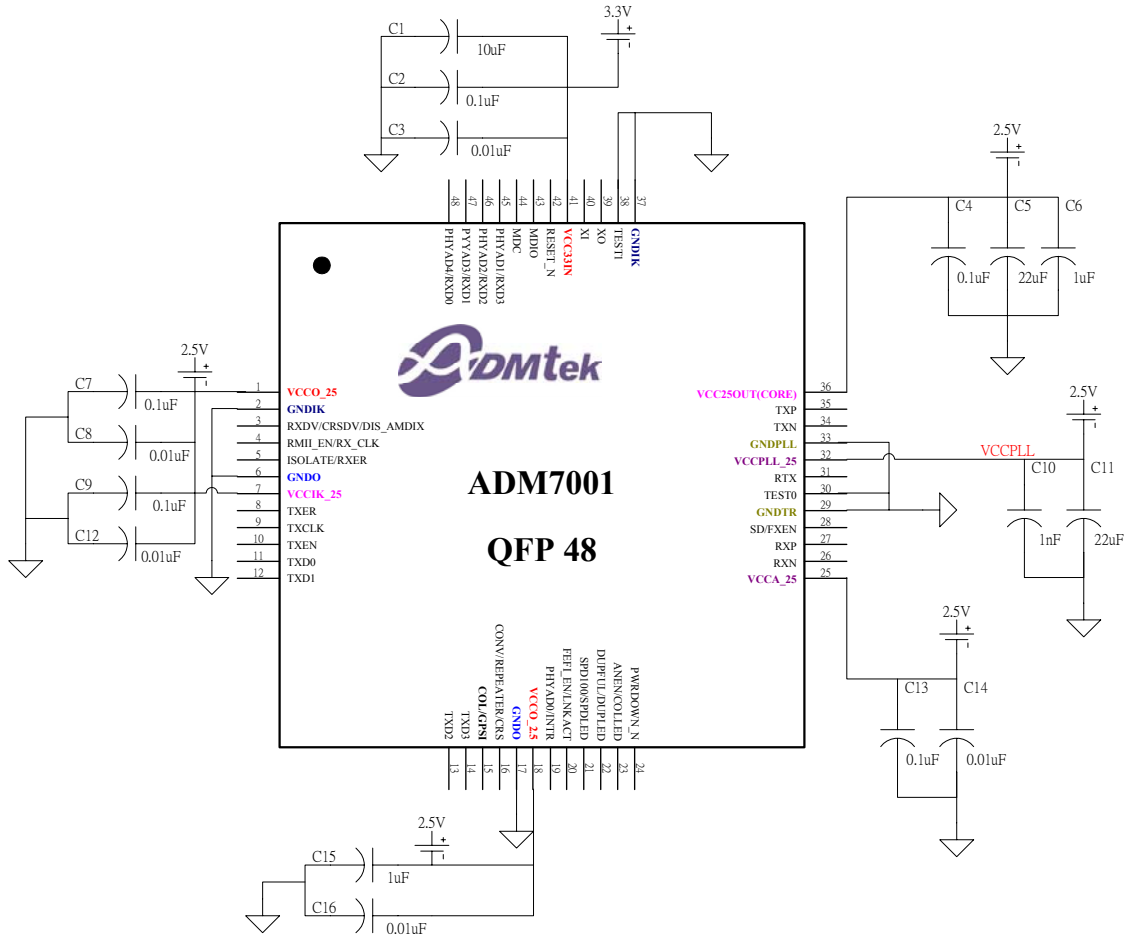 3.3V
C1
10uF
C2
0.1uF
C3
0.01uF
2.5V
C4
C5
C6
0.1uF
22uF
1uF
48
47
46
45
44
43
42
41
40
39
38
37
PHYAD4/RXD0
PYYAD3/RXD1
PHYAD2/RXD2
PHYAD1/RXD3
MDC
MDIO
RESET_N
VCC33IN
XI
XO
TEST1
GNDIK
ADMtek
ADM7001
QFP 48
2.5V
C7
0.1uF
C8
0.01uF
C9
0.1uF
C12
0.01uF
1 VCCO_25
2 GNDIK
3 RXDV/CRSDV/DIS_AMDIX
4 RMII_EN/RX_CLK
5 ISOLATE/RXER
6 GNDO
7 VCCIK_25
8 TXER
9 TXCLK
10 TXEN
11 TXD0
12 TXD1
VCC25OUT(CORE) 36
TXP 35
TXN 34
GNDPLL 33
VCCPLL_25 32
RTX 31
TEST0 30
GNDTR 29
SD/FXEN 28
RXP 27
RXN 26
VCCA_25 25
2.5V
VCCPLL
C10
C11
1nF
22uF
2.5V
C13
C14
0.1uF
0.01uF
TXD2
TXD3
COL/GPSI
CONV/REPEATER/CRS
GNDO
VCCO_2.5
PHYAD0/INTR
FEFI_EN/LNKACT
SPD100/SPDLED
DUPFUL/DUPLED
ANEN/COLLED
PWRDOWN_N
13
14
15
16
17
18
19
20
21
22
23
24
2.5V
C15
1uF
C16
0.01uF